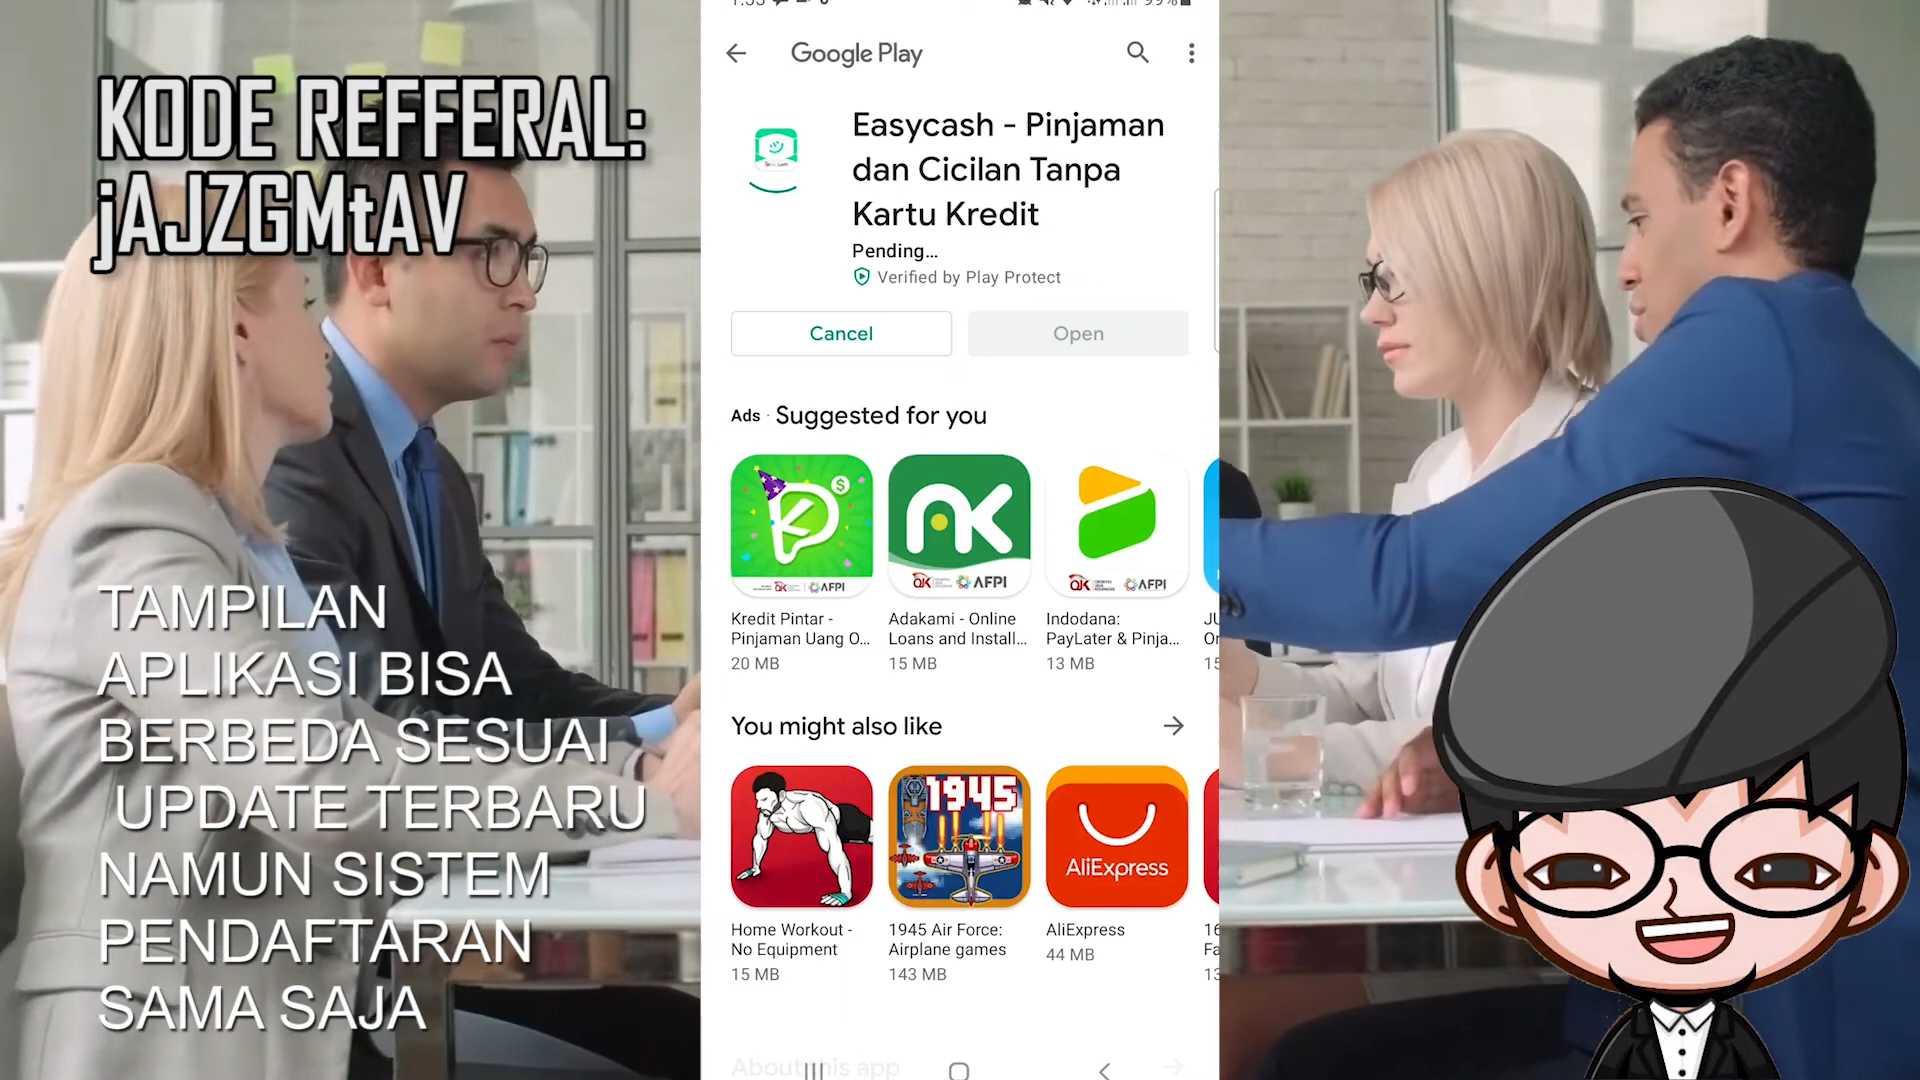 KODE REFFERAL:
jAJZGMtAV
TAMPILAN
APLIKASI BISA
BERBEDA SESUAI
UPDATE TERBARU
NAMUN SISTEM
PENDAFTARAN
SAMA SAJA
Google Play
Easycash - Pinjaman
dan Cicilan Tanpa
Kartu Kredit
Pending...
Verified by Play Protect
Cancel
Open
Ads · Suggested for you
AFPI
AK
AFPI
AFPI
Kredit Pintar -
Pinjaman Uang O...
20 MB
Adakami - Online
Loans and Install...
15 MB
Indodana:
PayLater & Pinja...
13 MB
You might also like
1945
AliExpress
Home Workout -
No Equipment
15 MB
1945 Air Force:
Airplane games
143 MB
AliExpress
44 MB
About this app